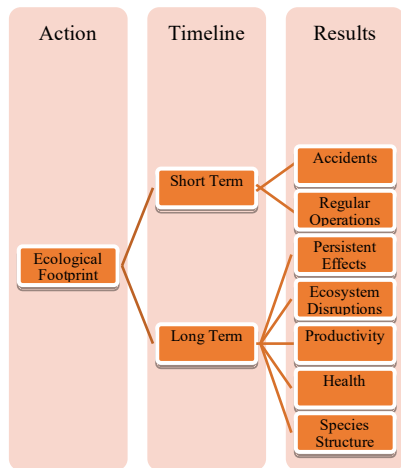 Action
Timeline
Results
Ecological
Footprint
Short Term
Accidents
Regular
Operations
Long Term
Persistent
Effects
Ecosystem
Disruptions
Productivity
Health
Species
Structure